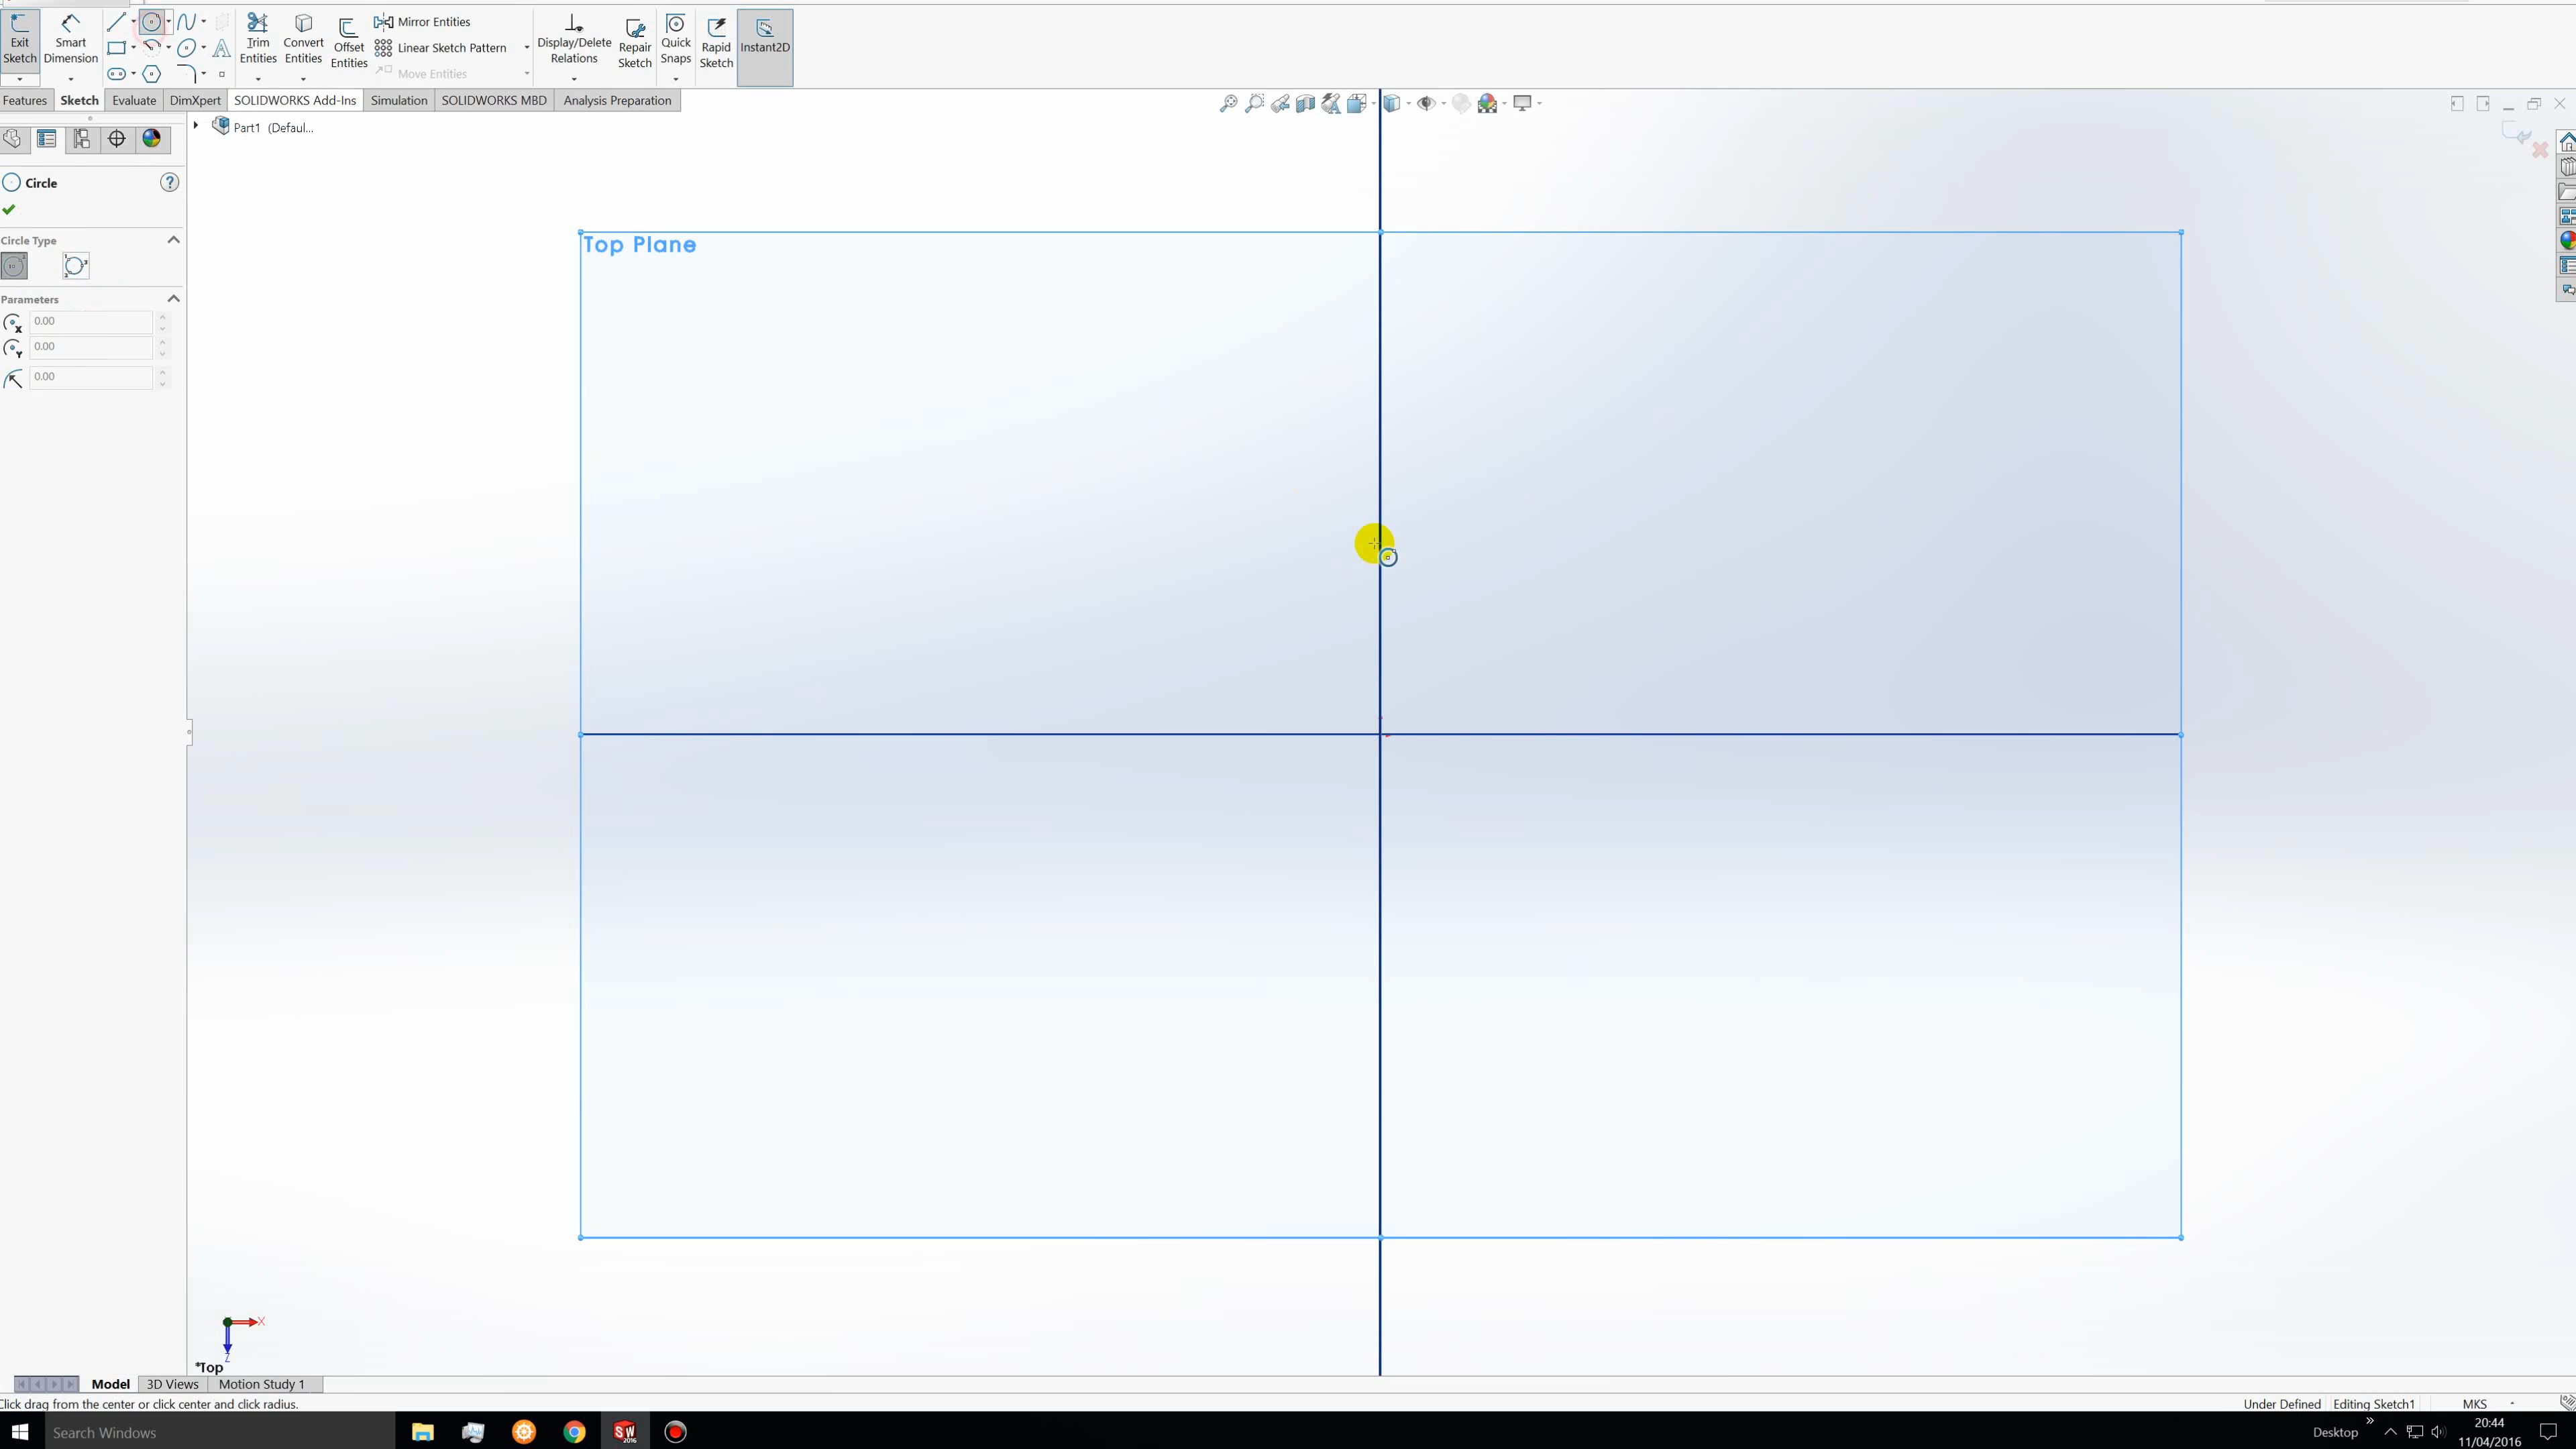 Exit Sketch
Smart Dimension
Trim Entities
Convert Entities
Offset Entities
Mirror Entities
Linear Sketch Pattern
Move Entities
Display/Delete Relations
Repair Sketch
Quick Snaps
Rapid Sketch
Instant2D
Features
Sketch
Evaluate
DimXpert
SOLIDWORKS Add-Ins
Simulation
SOLIDWORKS MBD
Analysis Preparation
Part1 (Defaul...
Circle
?
Circle Type
Parameters
0.00
0.00
0.00
Top Plane
X
Z
*Top
Model
3D Views
Motion Study 1
Click drag from the center or click center and click radius.
Under Defined
Editing Sketch1
MKS
Search Windows
SW
2016
Desktop
20:44
11/04/2016